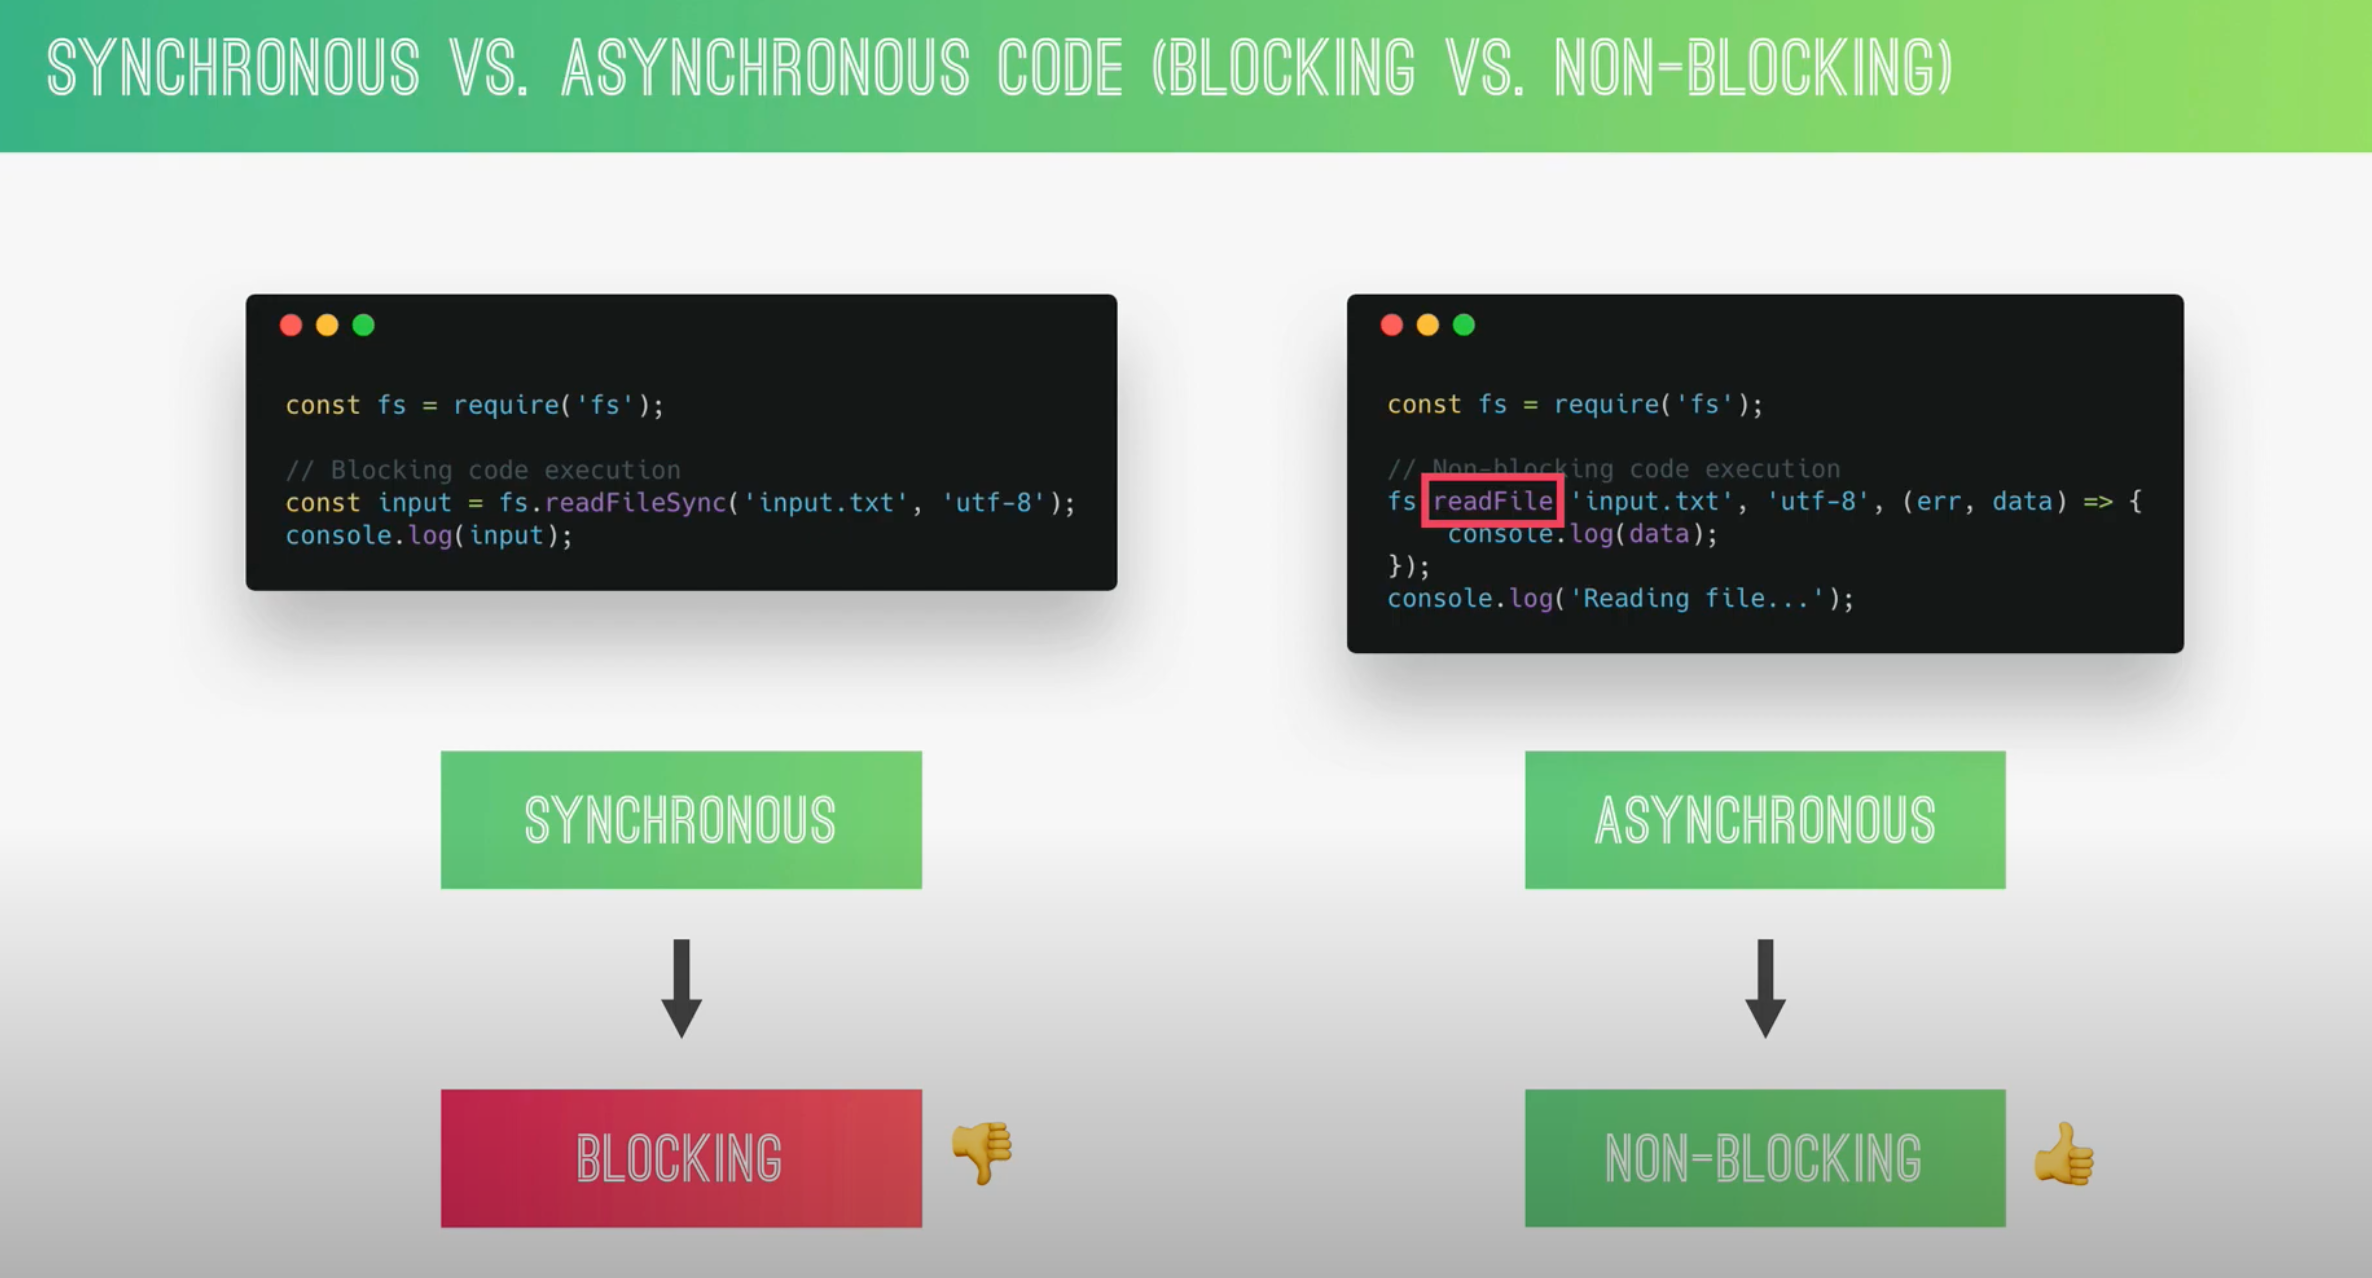 SYNCHRONOUS VS. ASYNCHRONOUS CODE (BLOCKING VS. NON-BLOCKING)
const fs = require('fs');
// Blocking code execution
const input = fs.readFileSync('input.txt', 'utf-8');
console.log(input);
const fs = require('fs');
// Non-blocking code execution
fs readFile 'input.txt', 'utf-8', (err, data) => {
console.log(data);
});
console.log('Reading file...');
SYNCHRONOUS
ASYNCHRONOUS
BLOCKING
NON-BLOCKING